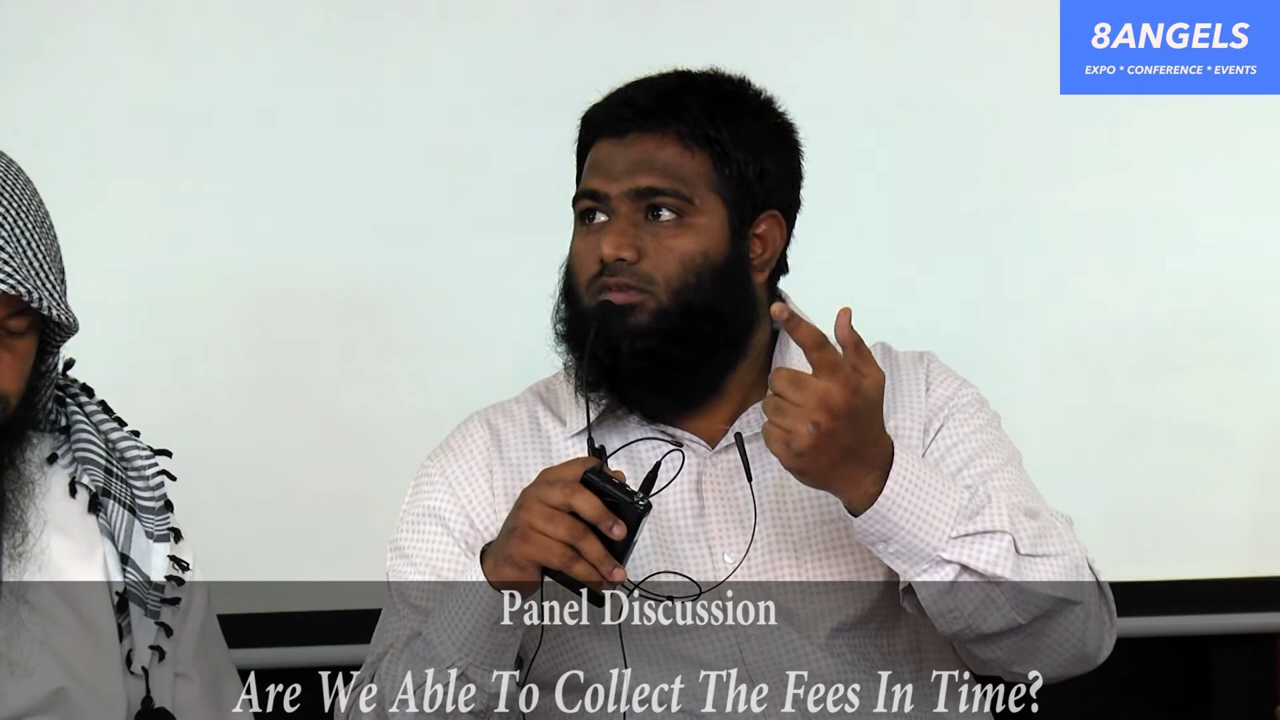 8ANGELS
EXPO * CONFERENCE * EVENTS
Panel Discussion
Are We Able To Collect The Fees In Time?